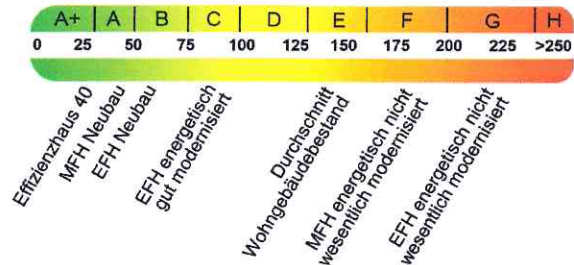 A+ A B C D E F G H
0 25 50 75 100 125 150 175 200 225 >250
Effizienzhaus 40
MFH Neubau
EFH Neubau
EFH energetisch
gut modernisiert
Durchschnitt
Wohngebäudebestand
MFH energetisch nicht
wesentlich modernisiert
EFH energetisch nicht
wesentlich modernisiert